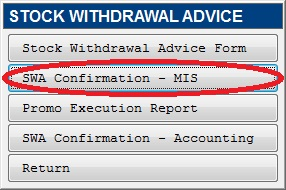 STOCK WITHDRAWAL ADVICE
Stock Withdrawal Advice Form
SWA Confirmation - MIS
Promo Execution Report
SWA Confirmation - Accounting
Return